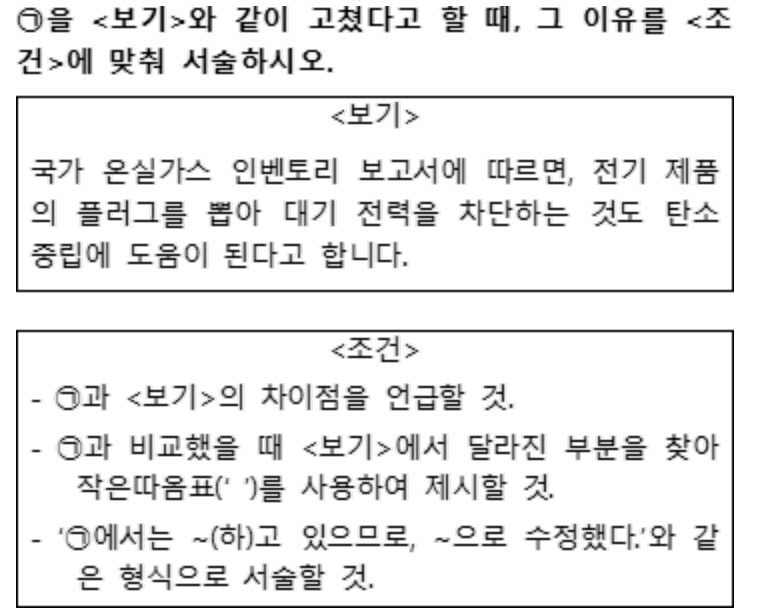 ㉠을 <보기>와 같이 고쳤다고 할 때, 그 이유를 <조
건>에 맞춰 서술하시오.
<보기>
국가 온실가스 인벤토리 보고서에 따르면, 전기 제품
의 플러그를 뽑아 대기 전력을 차단하는 것도 탄소
중립에 도움이 된다고 합니다.
<조건>
- ㉠과 <보기>의 차이점을 언급할 것.
- ㉠과 비교했을 때 <보기>에서 달라진 부분을 찾아
작은따옴표(‘ ’)를 사용하여 제시할 것.
- ‘㉠에서는 ~(하)고 있으므로, ~으로 수정했다.’와 같
은 형식으로 서술할 것.